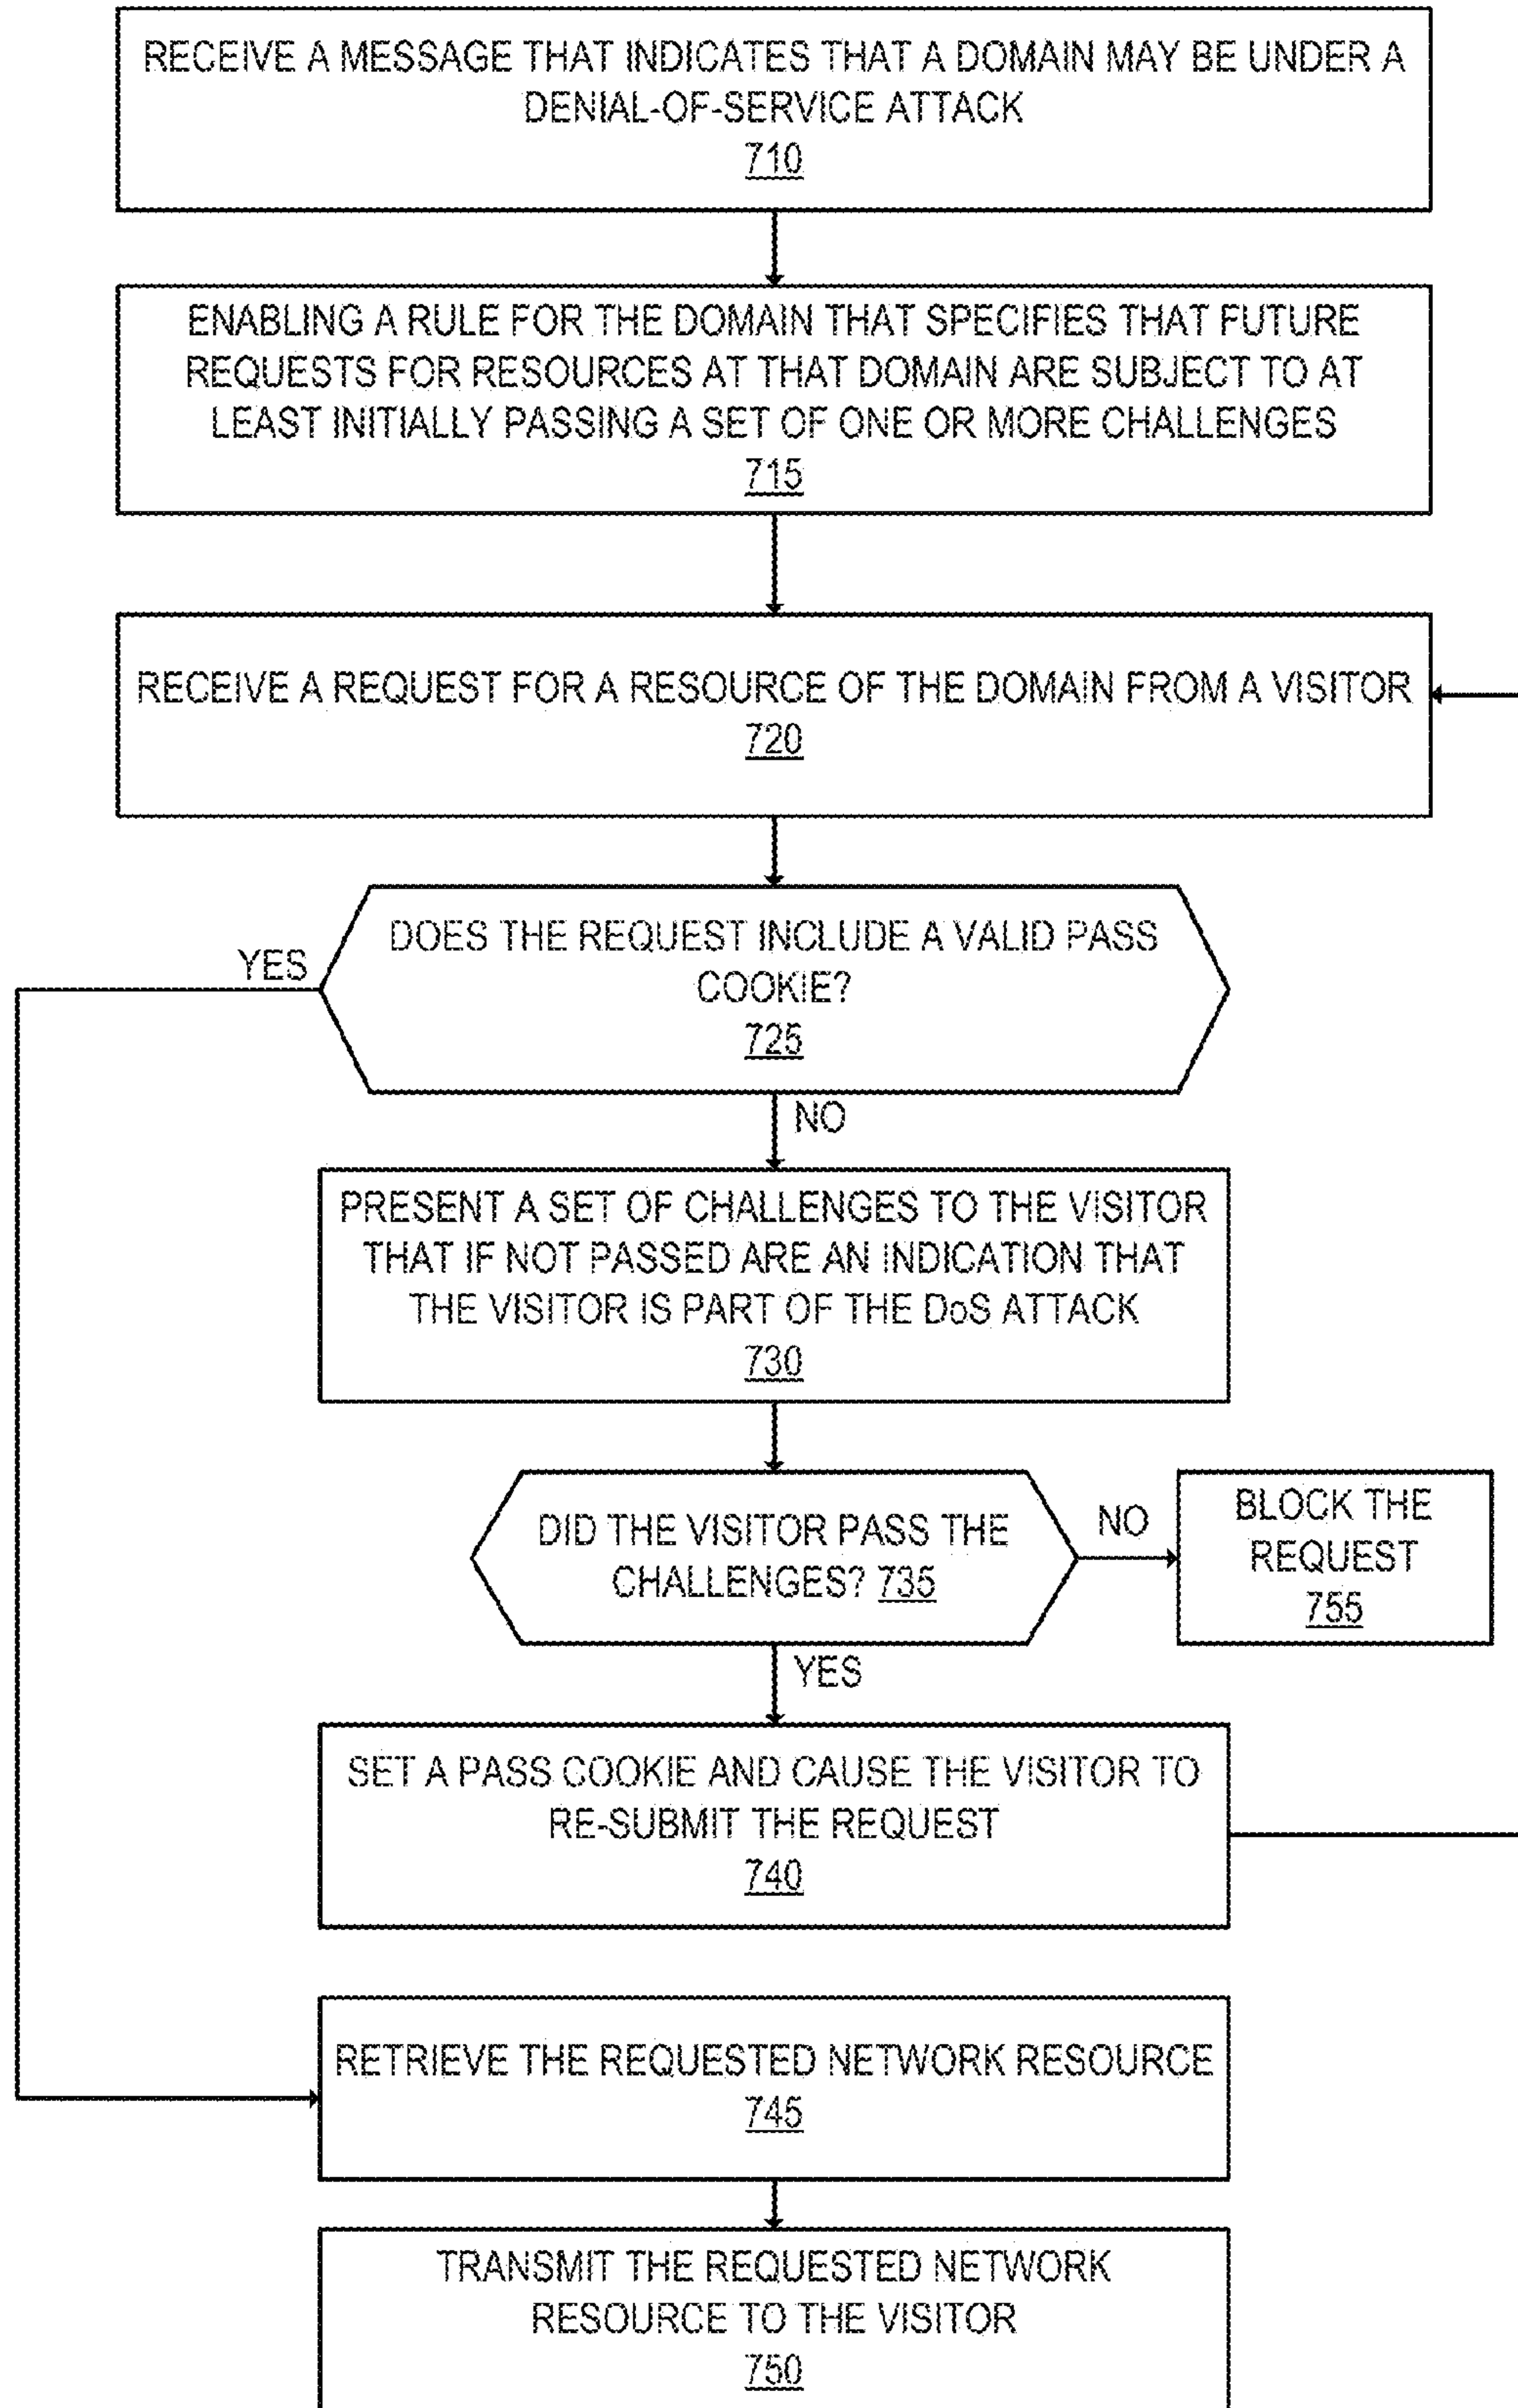 RECEIVE A MESSAGE THAT INDICATES THAT A DOMAIN MAY BE UNDER A
DENIAL-OF-SERVICE ATTACK
710
ENABLING A RULE FOR THE DOMAIN THAT SPECIFIES THAT FUTURE
REQUESTS FOR RESOURCES AT THAT DOMAIN ARE SUBJECT TO AT
LEAST INITIALLY PASSING A SET OF ONE OR MORE CHALLENGES
715
RECEIVE A REQUEST FOR A RESOURCE OF THE DOMAIN FROM A VISITOR
720
DOES THE REQUEST INCLUDE A VALID PASS
COOKIE?
725
YES
NO
PRESENT A SET OF CHALLENGES TO THE VISITOR
THAT IF NOT PASSED ARE AN INDICATION THAT
THE VISITOR IS PART OF THE DoS ATTACK
730
DID THE VISITOR PASS THE
CHALLENGES? 735
NO
BLOCK THE
REQUEST
755
YES
SET A PASS COOKIE AND CAUSE THE VISITOR TO
RE-SUBMIT THE REQUEST
740
RETRIEVE THE REQUESTED NETWORK RESOURCE
745
TRANSMIT THE REQUESTED NETWORK
RESOURCE TO THE VISITOR
750